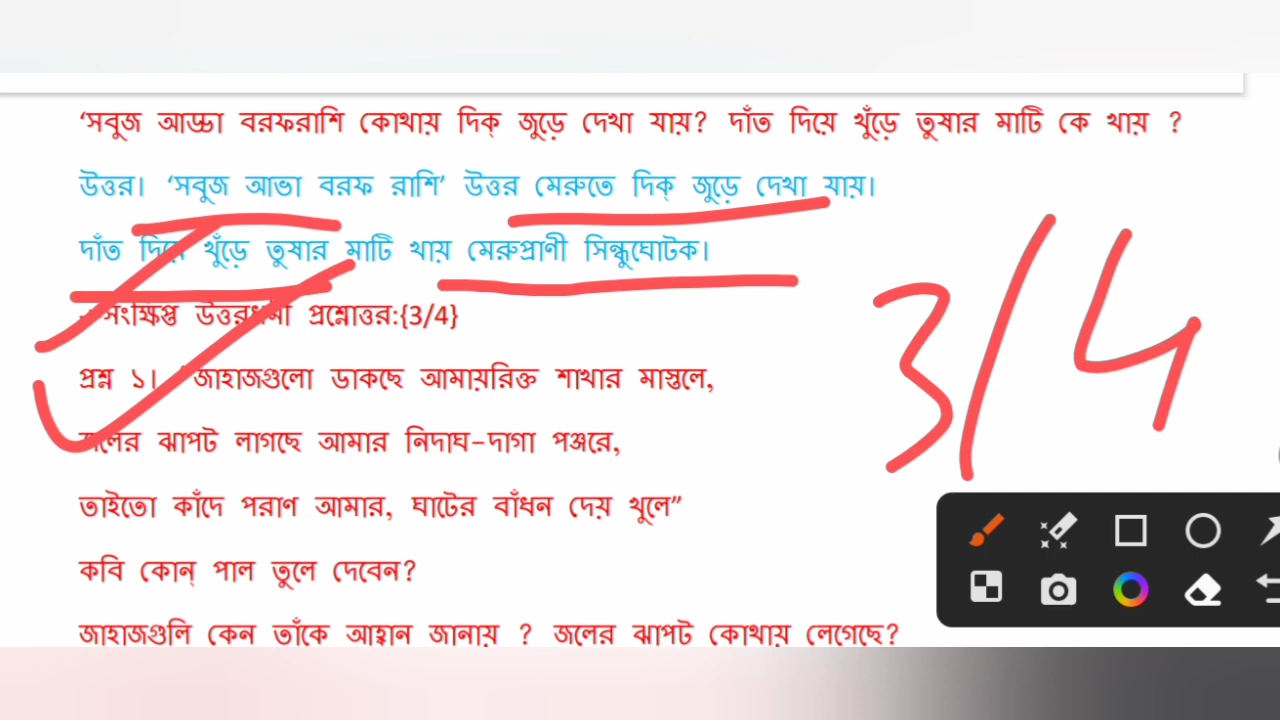 ‘সবুজ আড্ডা বরফরাশি কোথায় দিক্ জুড়ে দেখা যায়? দাঁত দিয়ে খুঁড়ে তুষার মাটি কে খায় ?
উত্তর। ‘সবুজ আভা বরফ রাশি’ উত্তর মেরুতে দিক্ জুড়ে দেখা যায়।
দাঁত দিয়ে খুঁড়ে তুষার মাটি খায় মেরুপ্রাণী সিন্ধুঘোটক।
সংক্ষিপ্ত উত্তরধর্মী প্রশ্নোত্তর:{3/4}
3/4
প্রশ্ন ১। “জাহাজগুলো ডাকছে আমায়রিক্ত শাখার মাস্তুলে,
জলের ঝাপট লাগছে আমার নিদাঘ-দাগা পঞ্জরে,
তাইতো কাঁদে পরাণ আমার, ঘাটের বাঁধন দেয় খুলে”
কবি কোন্ পাল তুলে দেবেন?
জাহাজগুলি কেন তাঁকে আহ্বান জানায় ? জলের ঝাপট কোথায় লেগেছে?